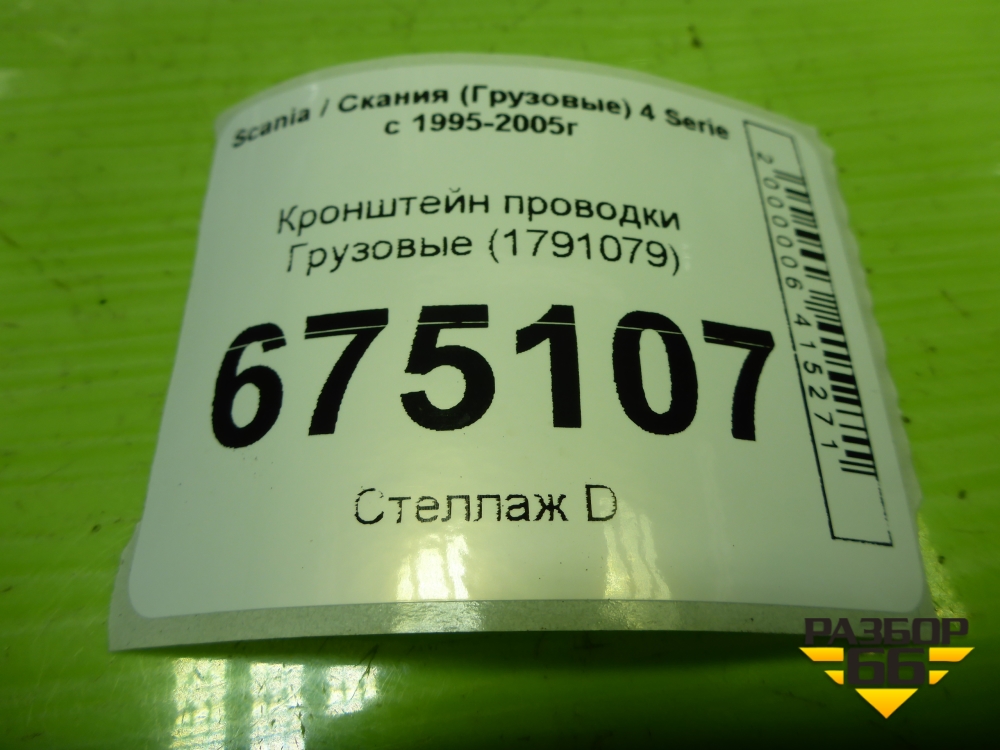 Scania / Скания (Грузовые) 4 Serie
с 1995-2005г
Кронштейн проводки
Грузовые (1791079)
675107
Стеллаж D
2000006415271
РАЗБОР
66